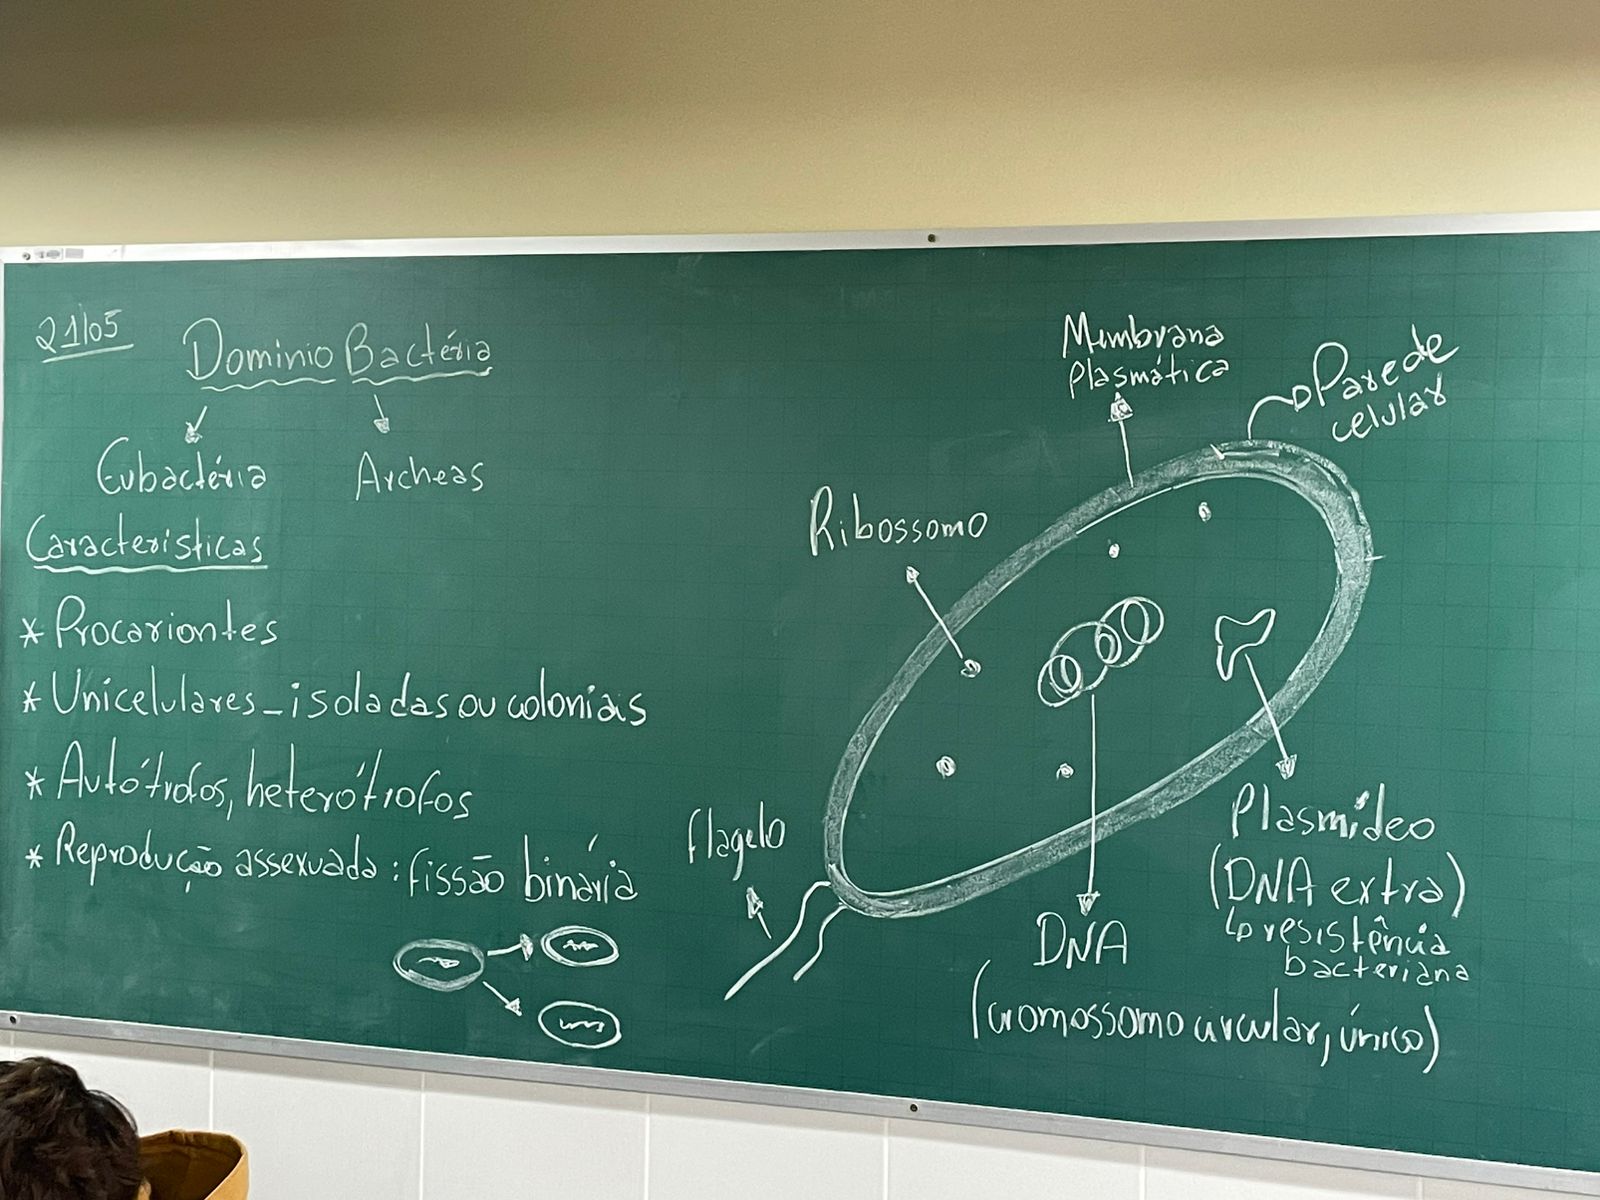 21/05
Dominio Bactéria
Eubactéria
Archeas
Características
* Procariontes
* Unicelulares - isoladas ou colonias
* Autótrofos, heterótrofos
* Reprodução assexuada: fissão binária
Membrana
Plasmática
Parede
celular
Ribossomo
flagelo
DNA
(cromossomo circular, único)
Plasmídeo
(DNA extra)
resistência
bacteriana